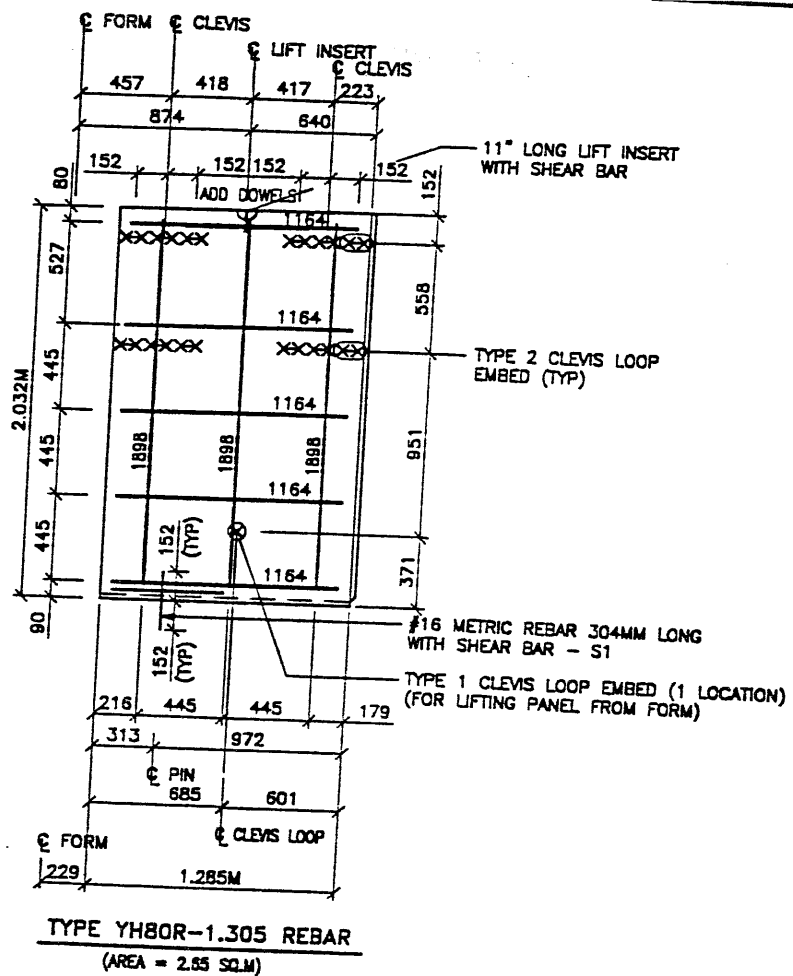 ℄ FORM ℄ CLEVIS
℄ LIFT INSERT
℄ CLEVIS
457 418 417 223
874 640
11" LONG LIFT INSERT
WITH SHEAR BAR
152 152 152 152
80
152
ADD DOWELS
1164
527
558
1164
TYPE 2 CLEVIS LOOP
EMBED (TYP)
445
2.032M
1164
1898 1898 1898
951
445
1164
152
(TYP)
445
371
1164
90
#16 METRIC REBAR 304MM LONG
WITH SHEAR BAR - S1
152
(TYP)
TYPE 1 CLEVIS LOOP EMBED (1 LOCATION)
(FOR LIFTING PANEL FROM FORM)
216 445 445 179
313 972
℄ PIN
685 601
℄ CLEVIS LOOP
℄ FORM
229 1.285M
TYPE YH80R-1.305 REBAR
(AREA = 2.55 SQ.M)